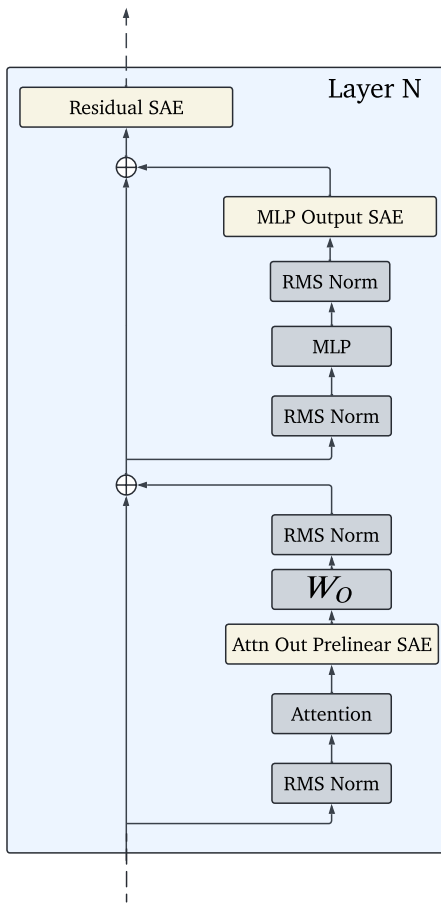 Layer N
Residual SAE
MLP Output SAE
RMS Norm
MLP
RMS Norm
RMS Norm
W_O
Attn Out Prelinear SAE
Attention
RMS Norm